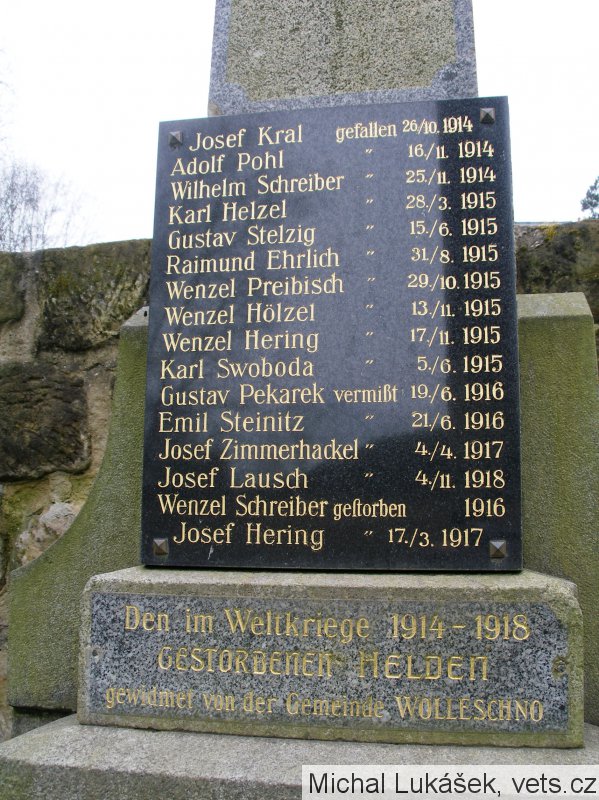 Josef Kral gefallen 26/10. 1914
Adolf Pohl " 16./11. 1914
Wilhelm Schreiber " 25./11. 1914
Karl Helzel " 28./3. 1915
Gustav Stelzig " 15./6. 1915
Raimund Ehrlich " 31./8. 1915
Wenzel Preibisch " 29./10. 1915
Wenzel Hölzel " 13./11. 1915
Wenzel Hering " 17./11. 1915
Karl Swoboda " 5./6. 1915
Gustav Pekarek vermißt 19./6. 1916
Emil Steinitz " 21./6. 1916
Josef Zimmerhackel " 4./4. 1917
Josef Lausch " 4./11. 1918
Wenzel Schreiber gestorben 1916
Josef Hering " 17./3. 1917
Den im Weltkriege 1914-1918
GESTORBENEN HELDEN
gewidmet von der Gemeinde WOLLESCHNO
Michal Lukášek, vets.cz